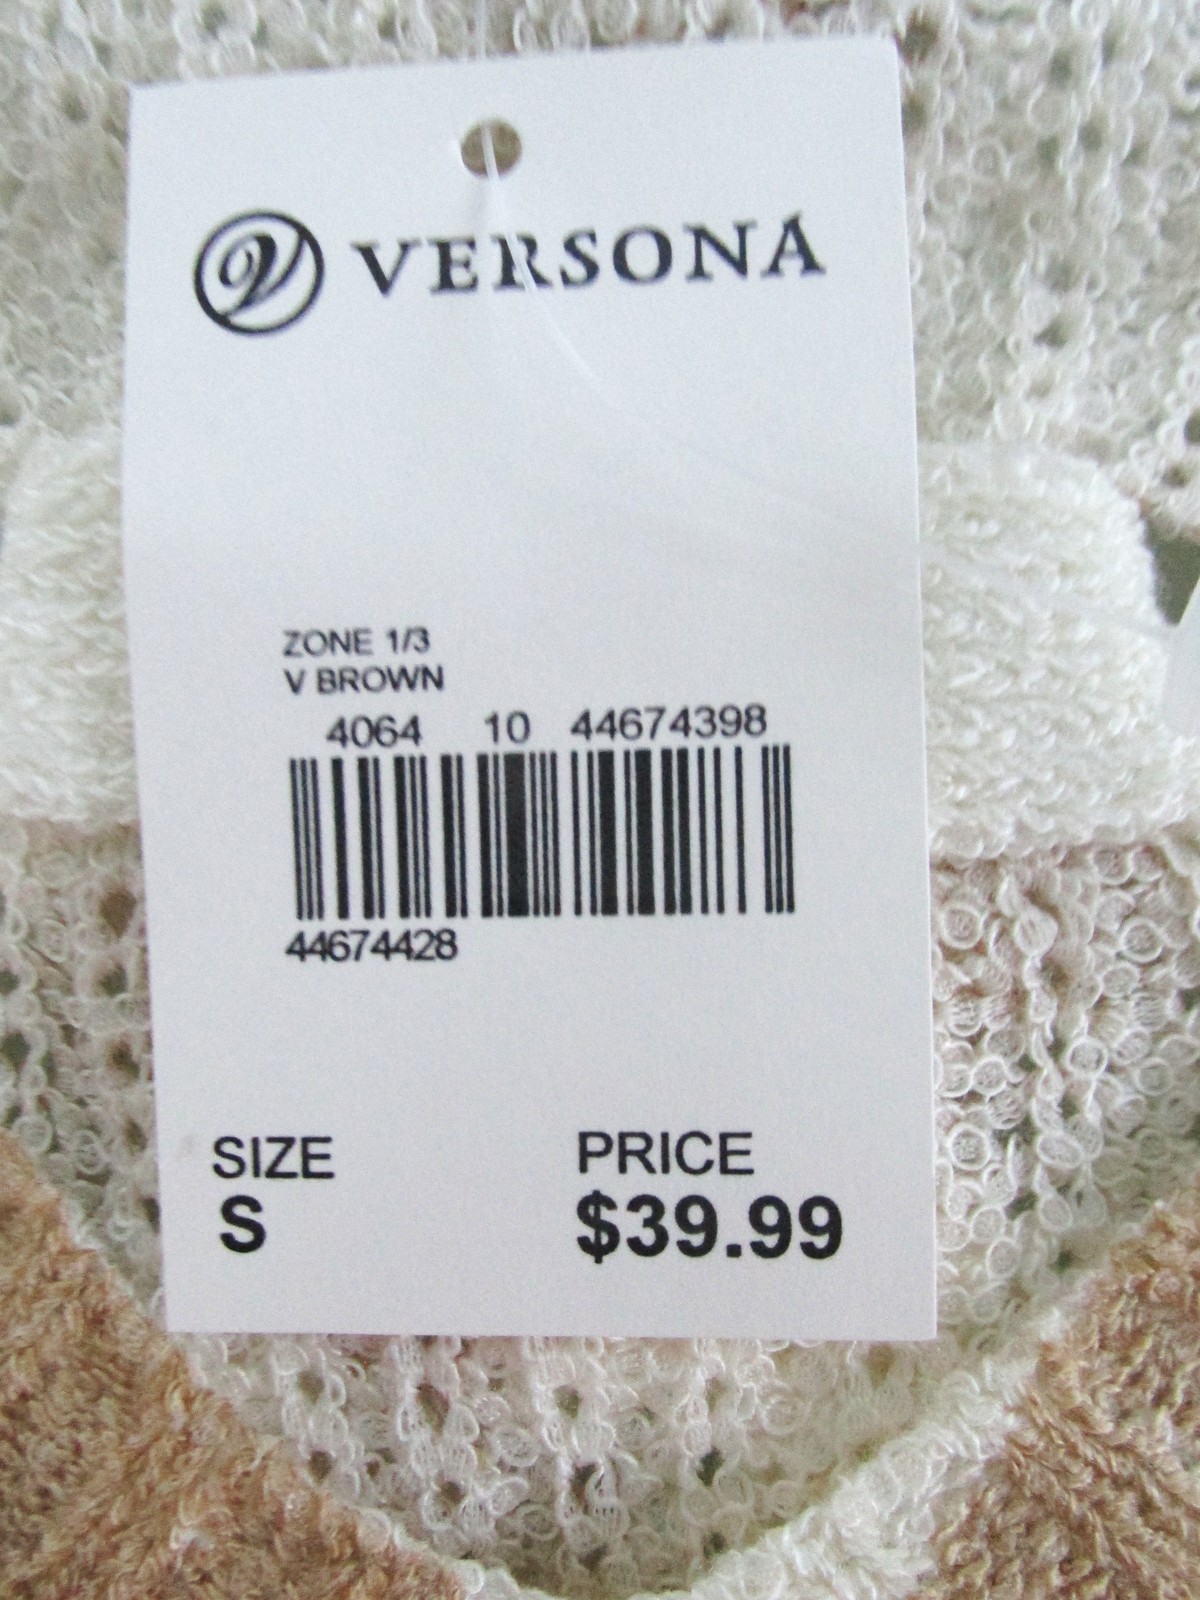 VERSONA
ZONE 1/3
V BROWN
4064 10 44674398
44674428
SIZE PRICE
S $39.99